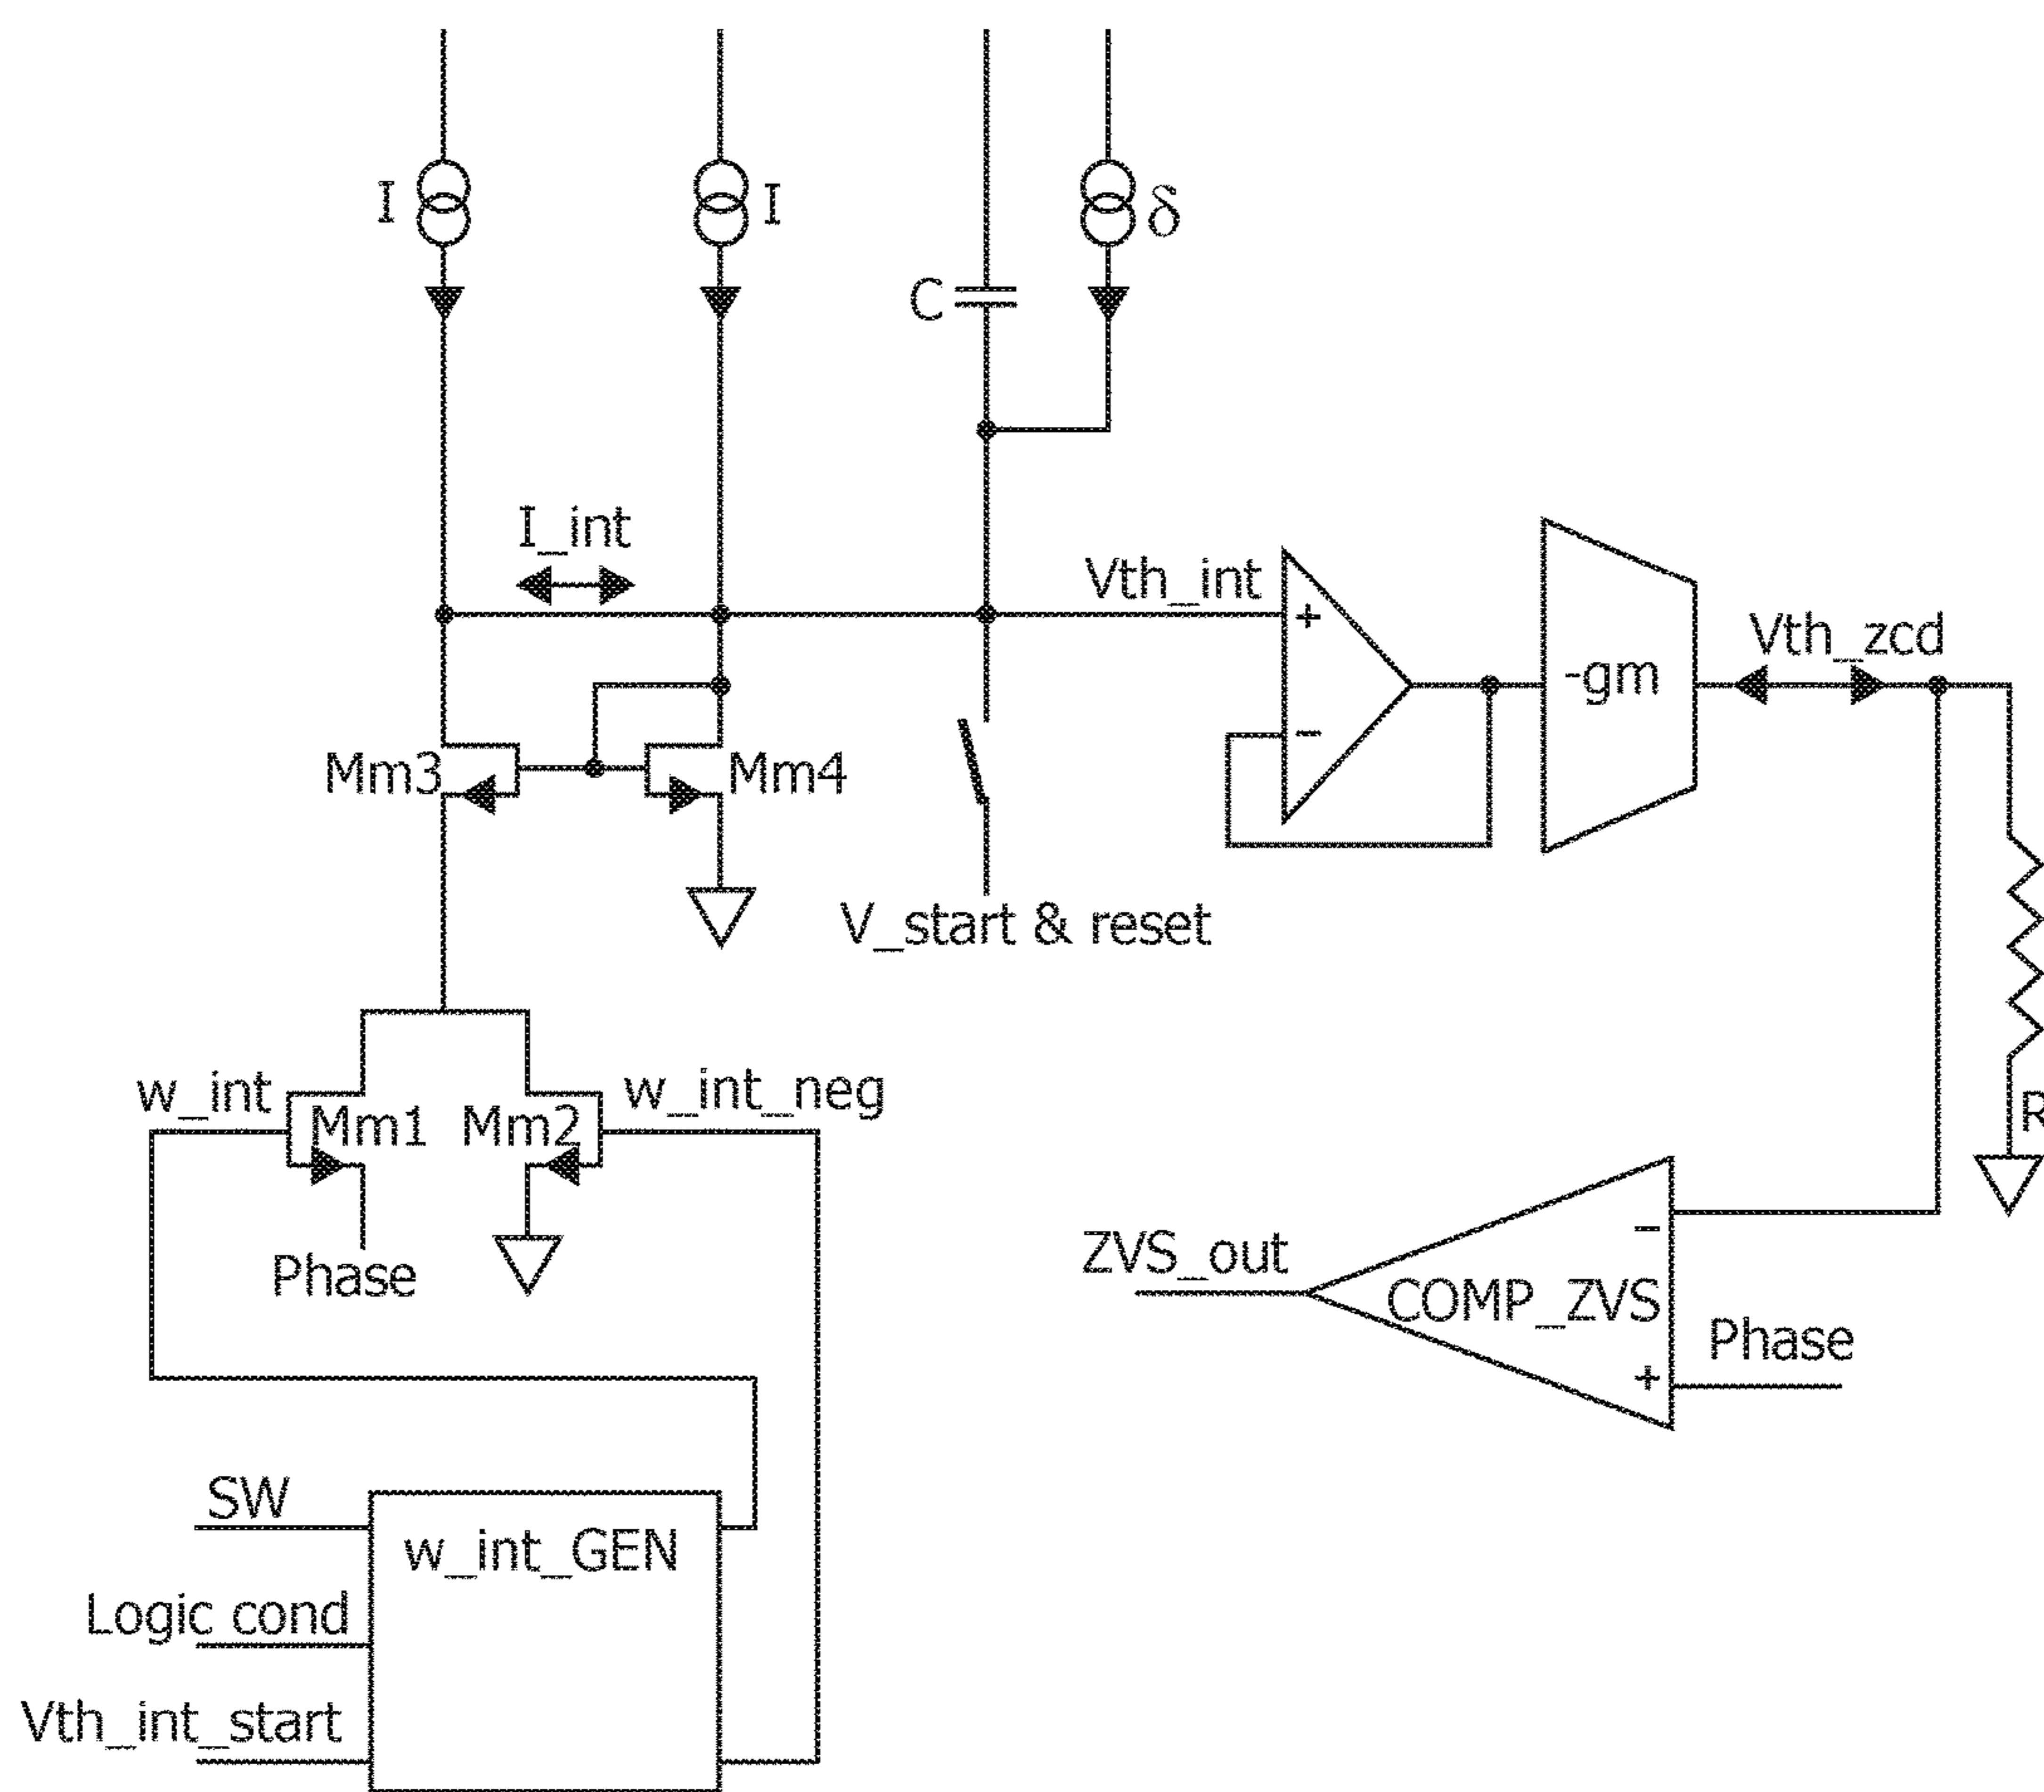 I
I
C
δ
I_int
Vth_int
+
−
-gm
Vth_zcd
Mm3
Mm4
V_start & reset
w_int
Mm1
Mm2
w_int_neg
R
Phase
ZVS_out
−
COMP_ZVS
+
Phase
SW
w_int_GEN
Logic cond
Vth_int_start